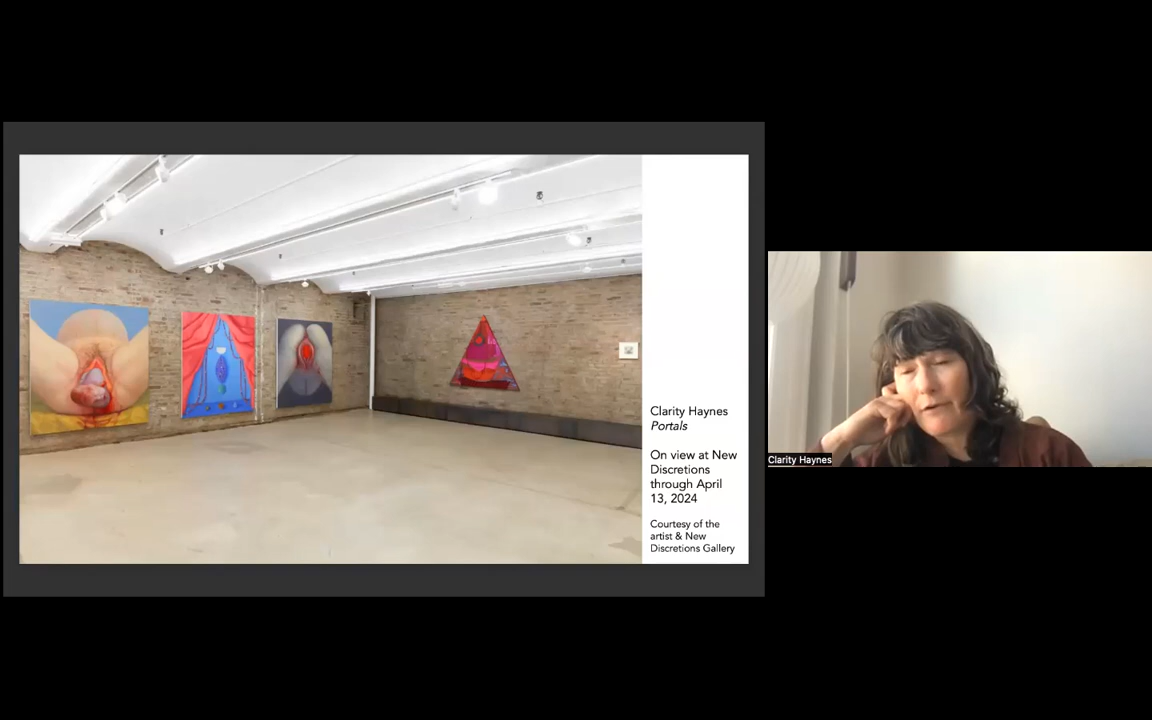 Clarity Haynes
Portals
On view at New
Discretions
through April
13, 2024
Courtesy of the
artist & New
Discretions Gallery
Clarity Haynes